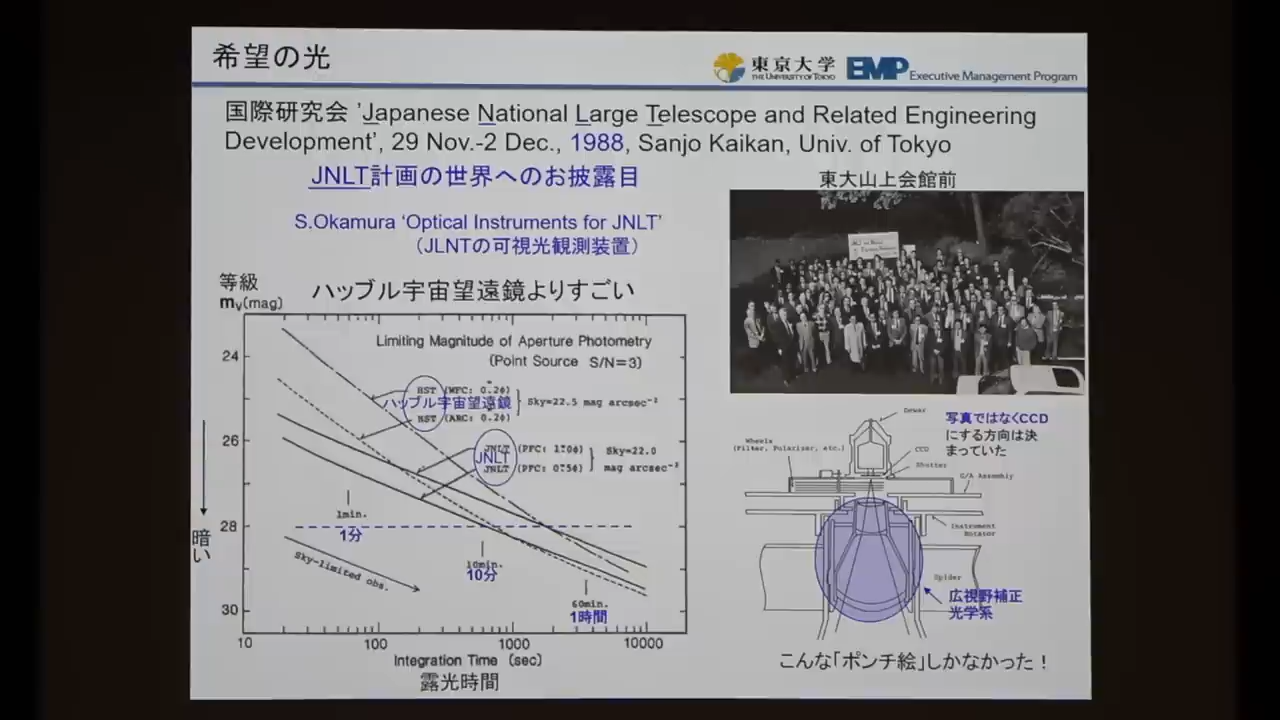 希望の光
東京大学
THE UNIVERSITY OF TOKYO
EMP Executive Management Program
国際研究会 'Japanese National Large Telescope and Related Engineering
Development', 29 Nov.-2 Dec., 1988, Sanjo Kaikan, Univ. of Tokyo
JNLT計画の世界へのお披露目
東大山上会館前
S.Okamura 'Optical Instruments for JNLT'
（JLNTの可視光観測装置）
等級
mv(mag)
ハッブル宇宙望遠鏡よりすごい
Limiting Magnitude of Aperture Photometry
(Point Source S/N=3)
24
26
28
30
HST (WFC: 0.2φ)
ハッブル宇宙望遠鏡
Sky=22.5 mag arcsec⁻²
JNLT (PFC: 1.0φ)
JNLT
JNLT (PFC: 0.5φ)
Sky=22.0
mag arcsec⁻²
1min.
1分
10min.
10分
60min.
1時間
Sky-limited obs.
暗い
10
100
1000
10000
Integration Time (sec)
露光時間
Dewar
写真ではなくCCD
にする方向は決
まっていた
Wheels
(Filter, Polarizer, etc.)
CCD
Shutter
Instrument
Rotator
Spider
広視野補正
光学系
こんな「ポンチ絵」しかなかった！